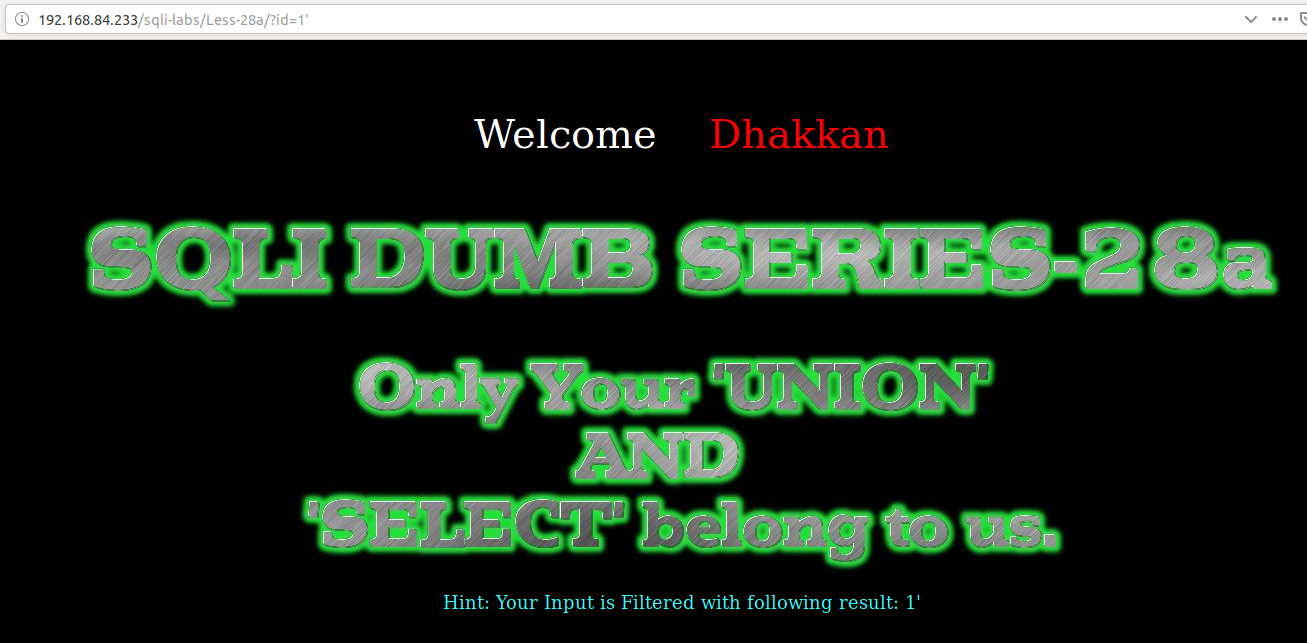 192.168.84.233/sqli-labs/Less-28a/?id=1'
Welcome Dhakkan
SQLI DUMB SERIES-28a
Only Your 'UNION'
AND
'SELECT' belong to us.
Hint: Your Input is Filtered with following result: 1'